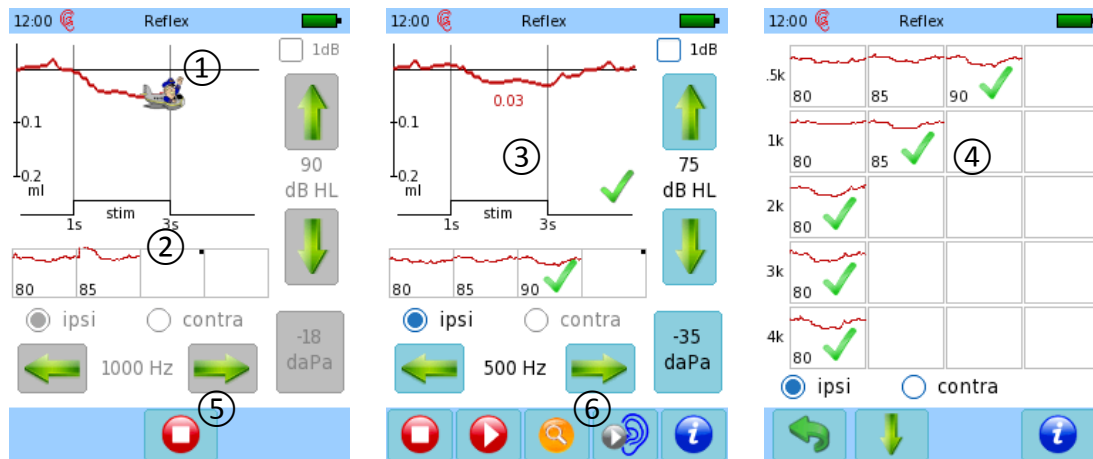 12:00 Reflex
1
1dB
0.1
90
dB HL
0.2
ml
stim
1s 3s
2
80 85
ipsi contra
1000 Hz
-18
daPa
5
12:00 Reflex
1dB
0.03
0.1
3
75
dB HL
0.2
ml
stim
1s 3s
80 85 90
ipsi contra
500 Hz
-35
daPa
6
i
12:00 Reflex
.5k 80 85 90
1k 80 85
4
2k 80
3k 80
4k 80
ipsi contra
i